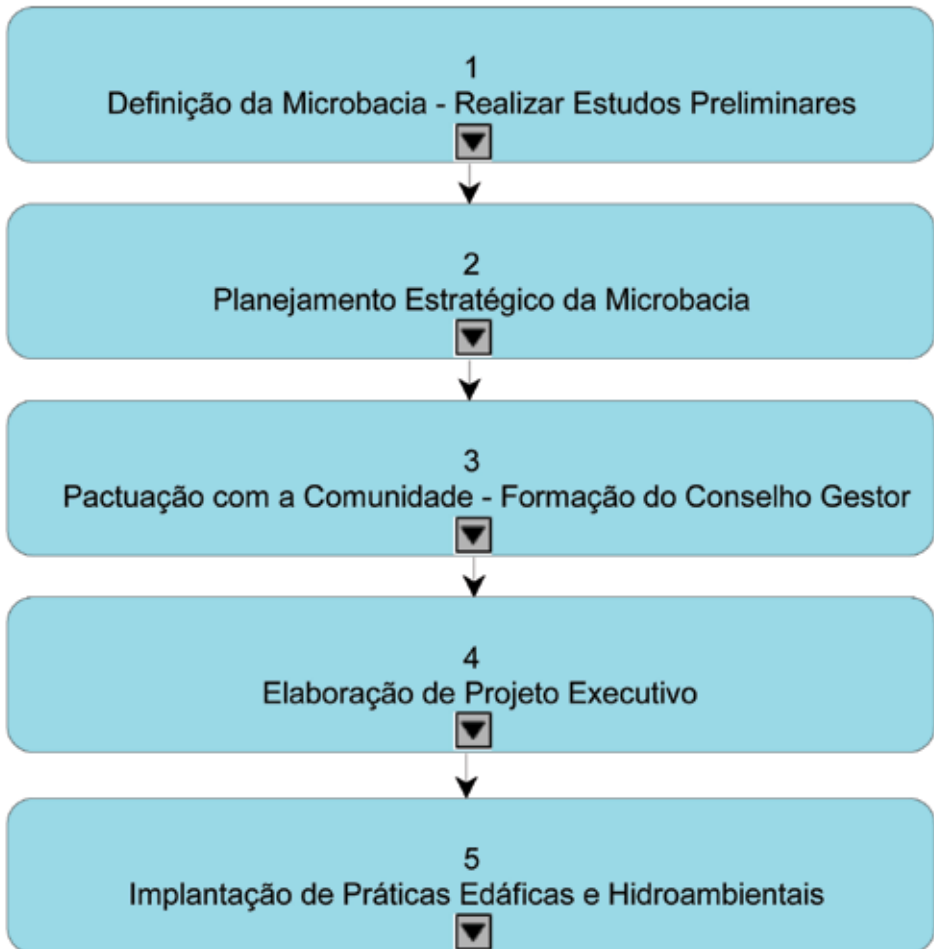 1
Definição da Microbacia - Realizar Estudos Preliminares
2
Planejamento Estratégico da Microbacia
3
Pactuação com a Comunidade - Formação do Conselho Gestor
4
Elaboração de Projeto Executivo
5
Implantação de Práticas Edáficas e Hidroambientais